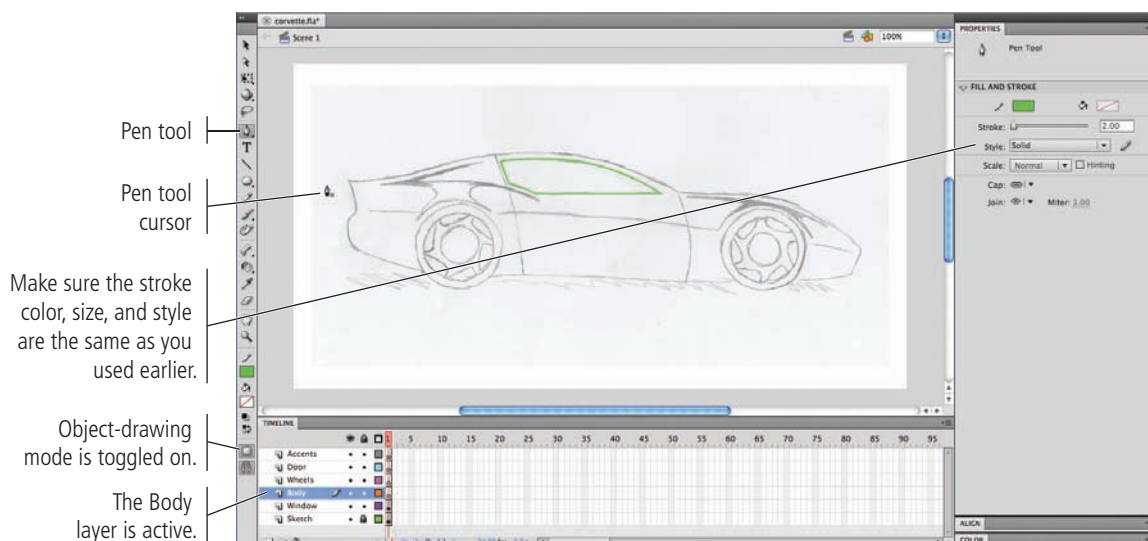 corvette.fla*
Scene 1
100%
PROPERTIES
Pen Tool
FILL AND STROKE
Stroke:
2.00
Style: Solid
Scale: Normal
Hinting
Cap:
Join:
Miter: 3.00
Pen tool
Pen tool
cursor
Make sure the stroke
color, size, and style
are the same as you
used earlier.
Object-drawing
mode is toggled on.
The Body
layer is active.
T
TIMELINE
1 5 10 15 20 25 30 35 40 45 50 55 60 65 70 75 80 85 90 95
Accents
Door
Wheels
Body
Window
Sketch
ALIGN
COLOR